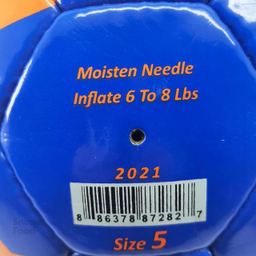 Moisten Needle
Inflate 6 To 8 Lbs
2021
8 86378 87282 7
Size 5